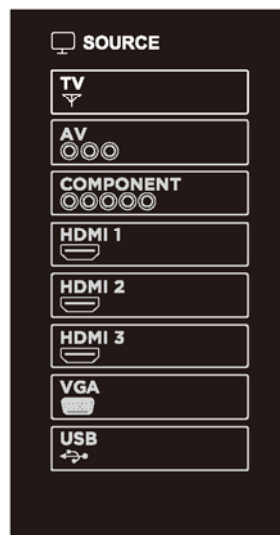 SOURCE
TV
AV
COMPONENT
HDMI 1
HDMI 2
HDMI 3
VGA
USB